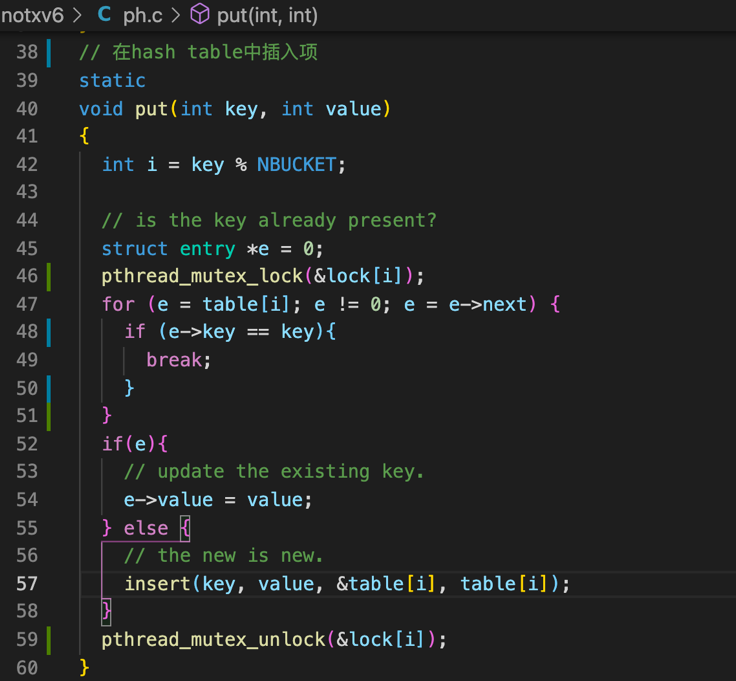 notxv6 > C ph.c > put(int, int)
38 // 在hash table中插入项
39 static
40 void put(int key, int value)
41 {
42   int i = key % NBUCKET;
43
44   // is the key already present?
45   struct entry *e = 0;
46   pthread_mutex_lock(&lock[i]);
47   for (e = table[i]; e != 0; e = e->next) {
48     if (e->key == key){
49       break;
50     }
51   }
52   if(e){
53     // update the existing key.
54     e->value = value;
55   } else {
56     // the new is new.
57     insert(key, value, &table[i], table[i]);
58   }
59   pthread_mutex_unlock(&lock[i]);
60 }